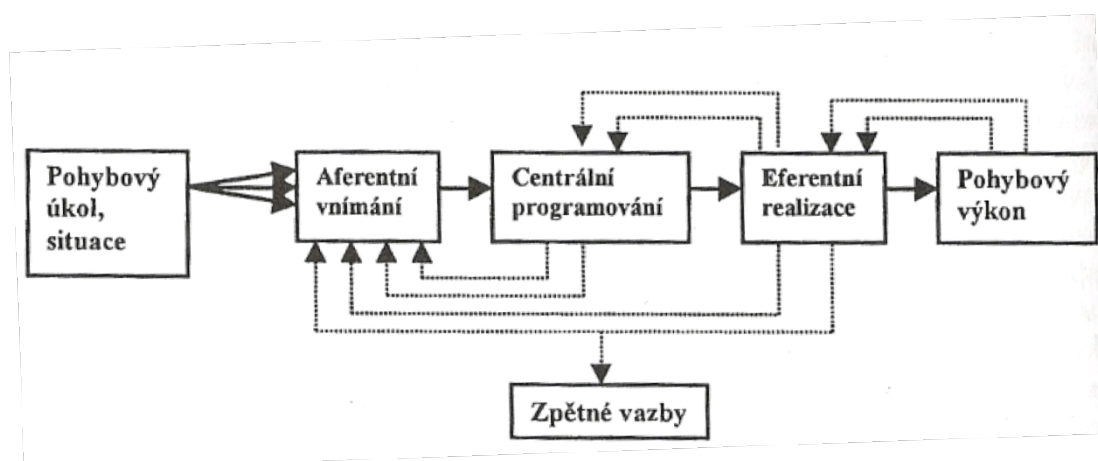 Pohybový
úkol,
situace
Aferentní
vnímání
Centrální
programování
Eferentní
realizace
Pohybový
výkon
Zpětné vazby